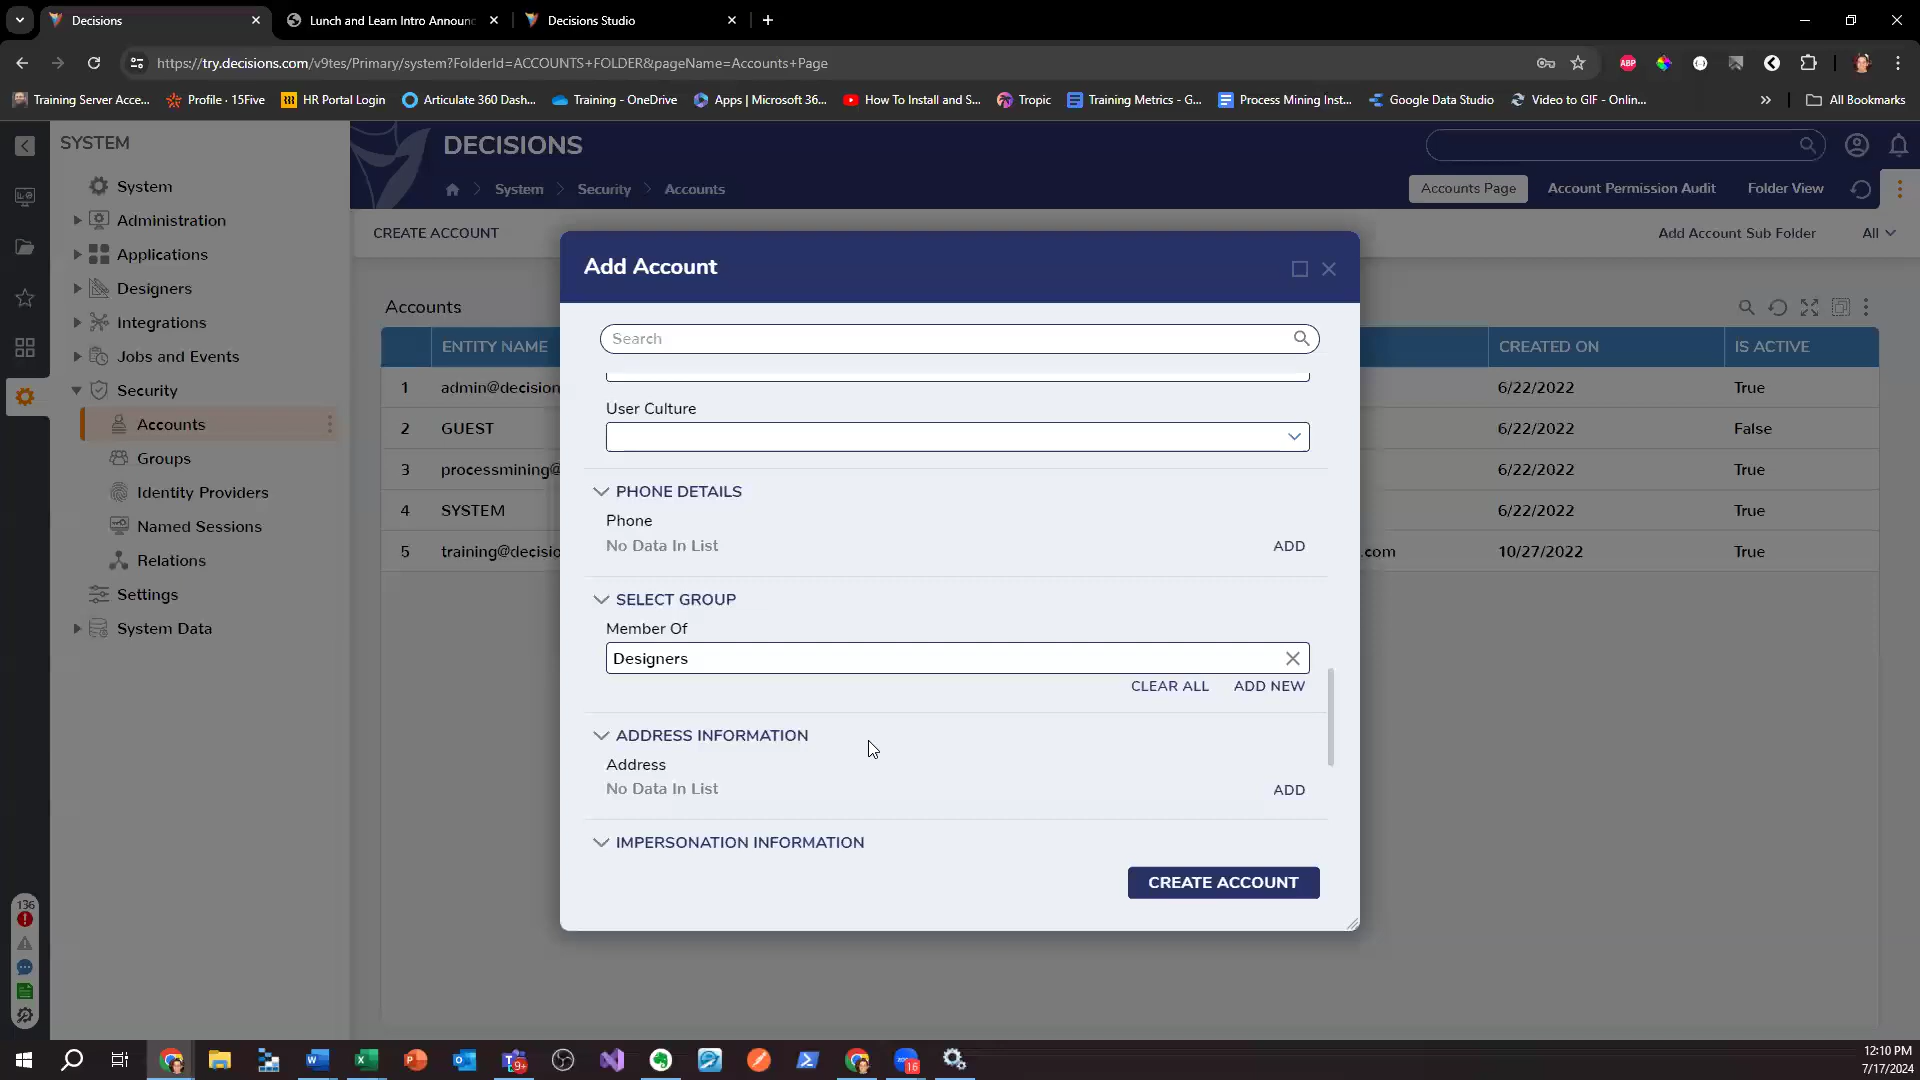 Decisions
Lunch and Learn Intro Announ
Decisions Studio
https://try.decisions.com/v9tes/Primary/system?FolderId=ACCOUNTS+FOLDER&pageName=Accounts+Page
ABP
Training Server Acce...
Profile · 15Five
HR Portal Login
Articulate 360 Dash...
Training - OneDrive
Apps | Microsoft 36...
How To Install and S...
Tropic
Training Metrics - G...
Process Mining Inst...
Google Data Studio
Video to GIF - Onlin...
All Bookmarks
SYSTEM
System
Administration
Applications
Designers
Integrations
Jobs and Events
Security
Accounts
Groups
Identity Providers
Named Sessions
Relations
Settings
System Data
136
DECISIONS
System
Security
Accounts
Accounts Page
Account Permission Audit
Folder View
CREATE ACCOUNT
Add Account Sub Folder
All
Accounts
ENTITY NAME
CREATED ON
IS ACTIVE
1 admin@decision 6/22/2022 True
2 GUEST 6/22/2022 False
3 processmining@ 6/22/2022 True
4 SYSTEM 6/22/2022 True
5 training@decisio .com 10/27/2022 True
Add Account
Search
User Culture
PHONE DETAILS
Phone
No Data In List
ADD
SELECT GROUP
Member Of
Designers
CLEAR ALL
ADD NEW
ADDRESS INFORMATION
Address
No Data In List
ADD
IMPERSONATION INFORMATION
CREATE ACCOUNT
9+
16
12:10 PM
7/17/2024